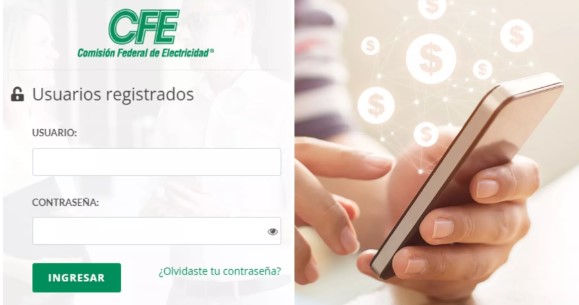 CFE
Comisión Federal de Electricidad®
Usuarios registrados
USUARIO:
CONTRASEÑA:
INGRESAR
¿Olvidaste tu contraseña?
$
$
$
$
$
$
$